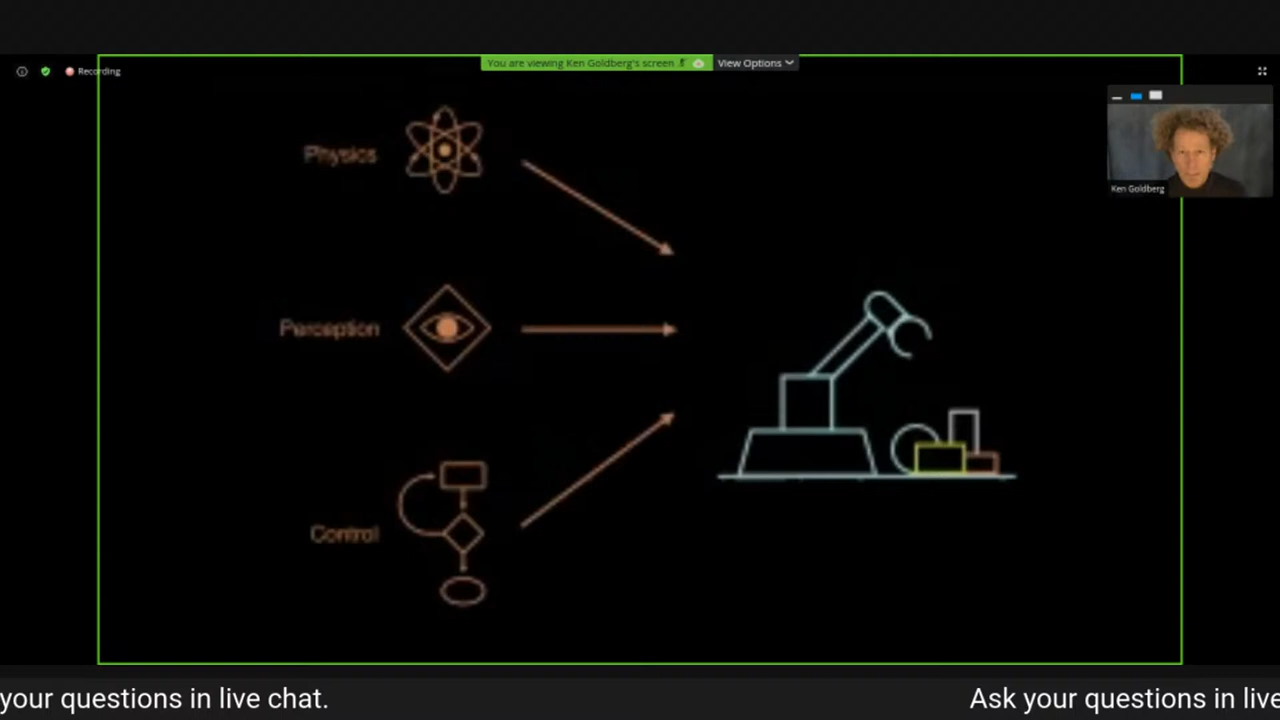 You are viewing Ken Goldberg's screen
View Options
Recording
Physics
Ken Goldberg
Perception
Control
your questions in live chat.
Ask your questions in live